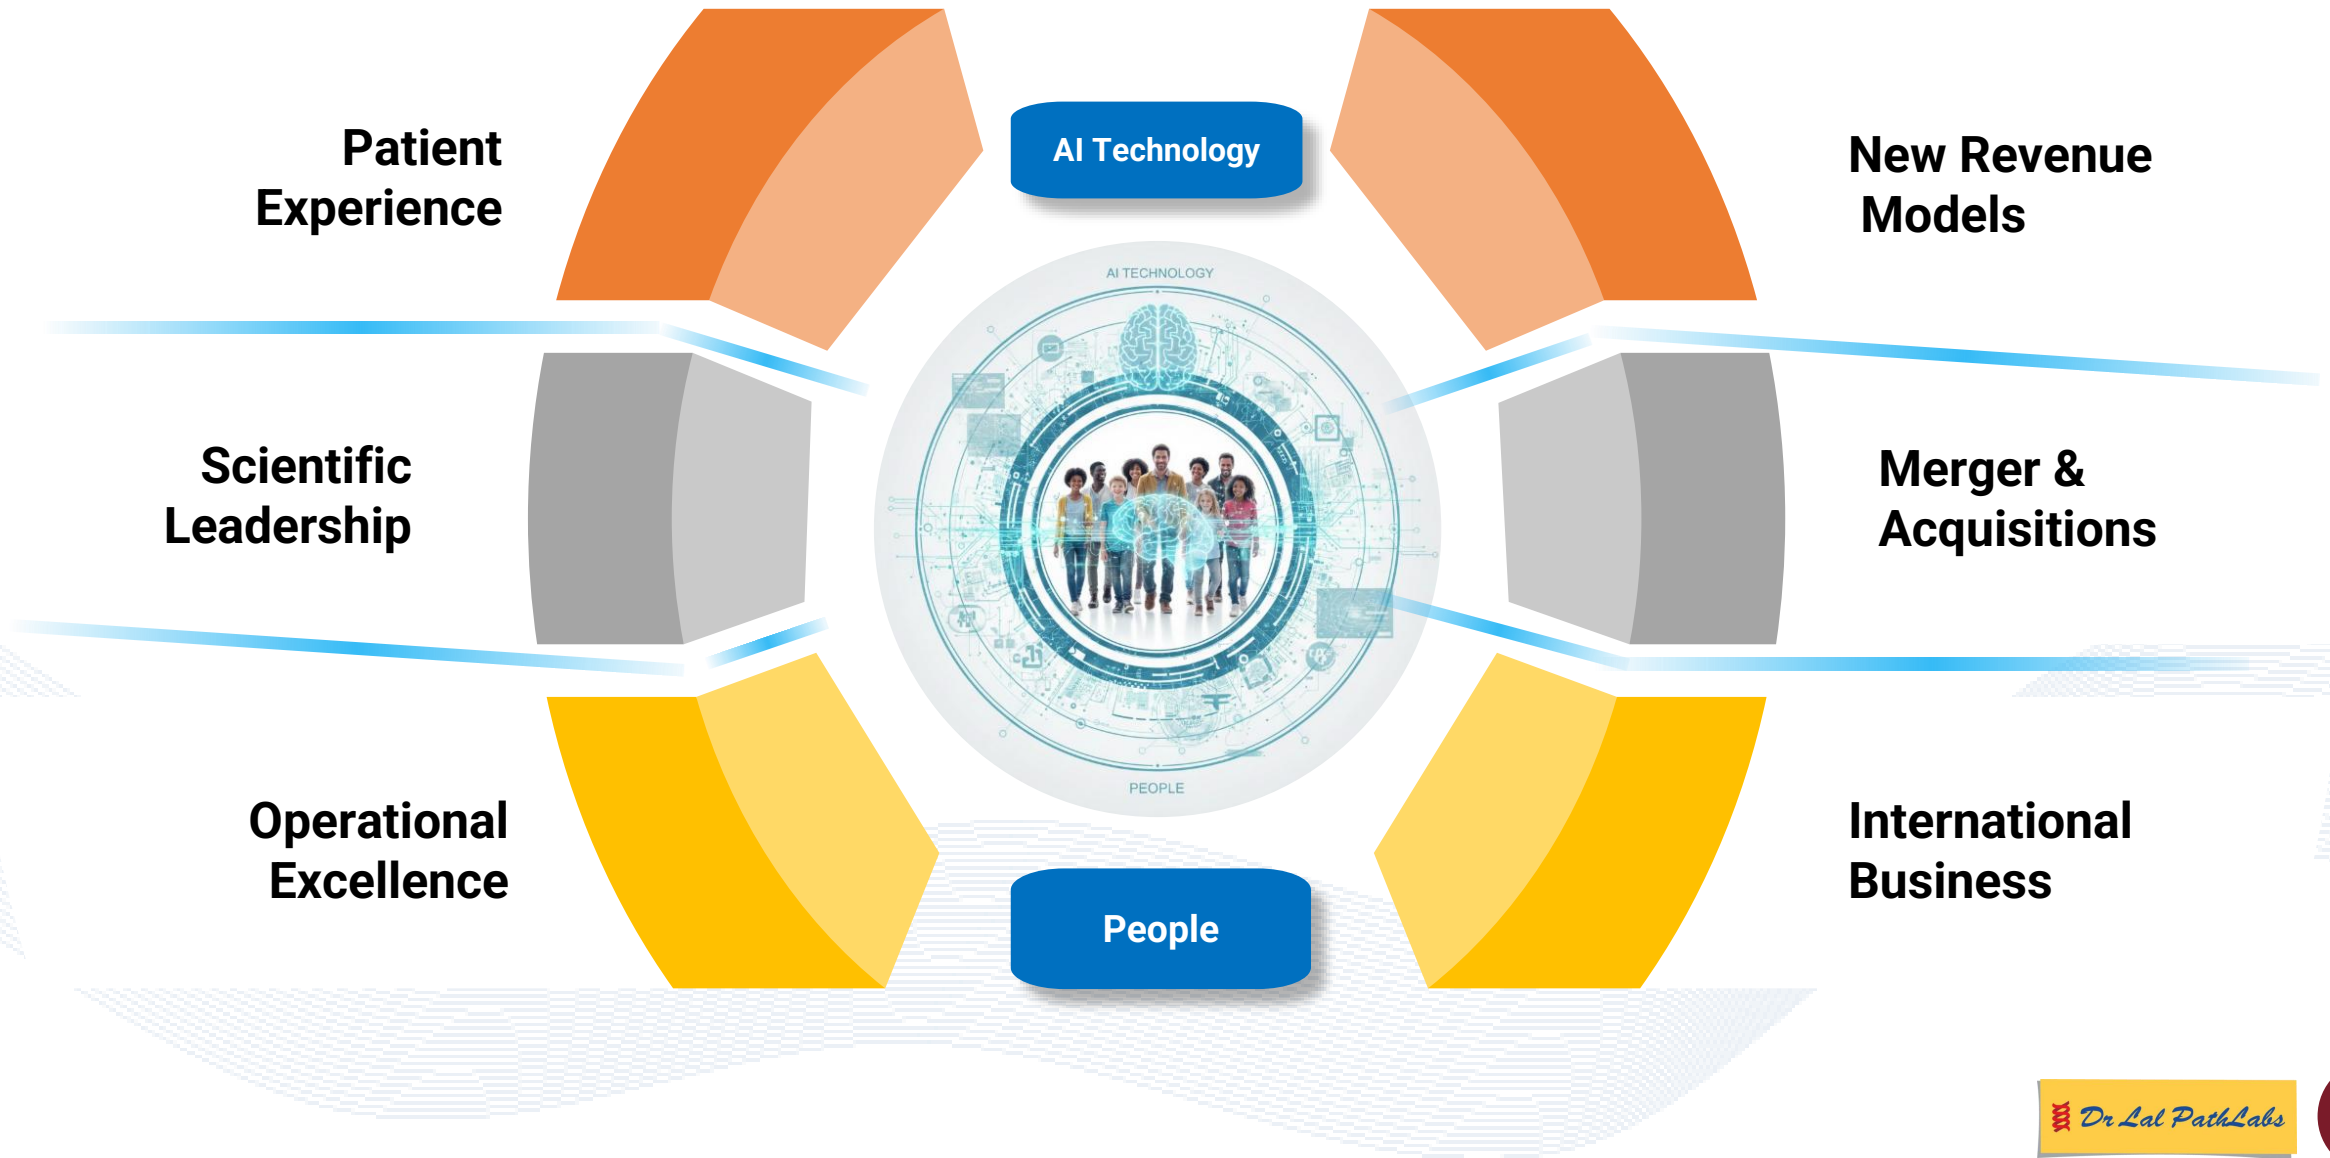 Patient
Experience
AI Technology
New Revenue
Models
AI TECHNOLOGY
Scientific
Leadership
Merger &
Acquisitions
PEOPLE
Operational
Excellence
People
International
Business
Dr Lal PathLabs